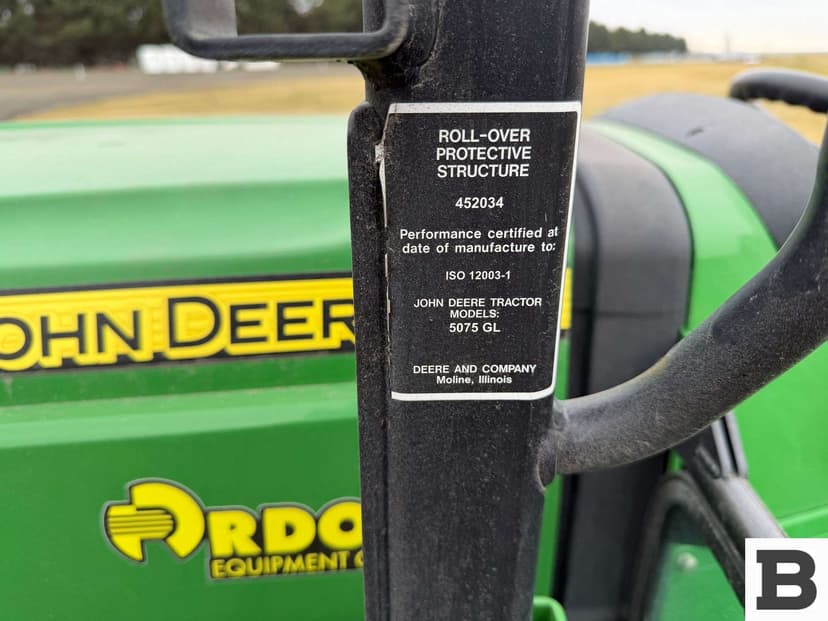 ROLL-OVER
PROTECTIVE
STRUCTURE
452034
Performance certified at
date of manufacture to:
ISO 12003-1
JOHN DEERE TRACTOR
MODELS:
5075 GL
DEERE AND COMPANY
Moline, Illinois
OHN DEER
RDO
EQUIPMENT C
B